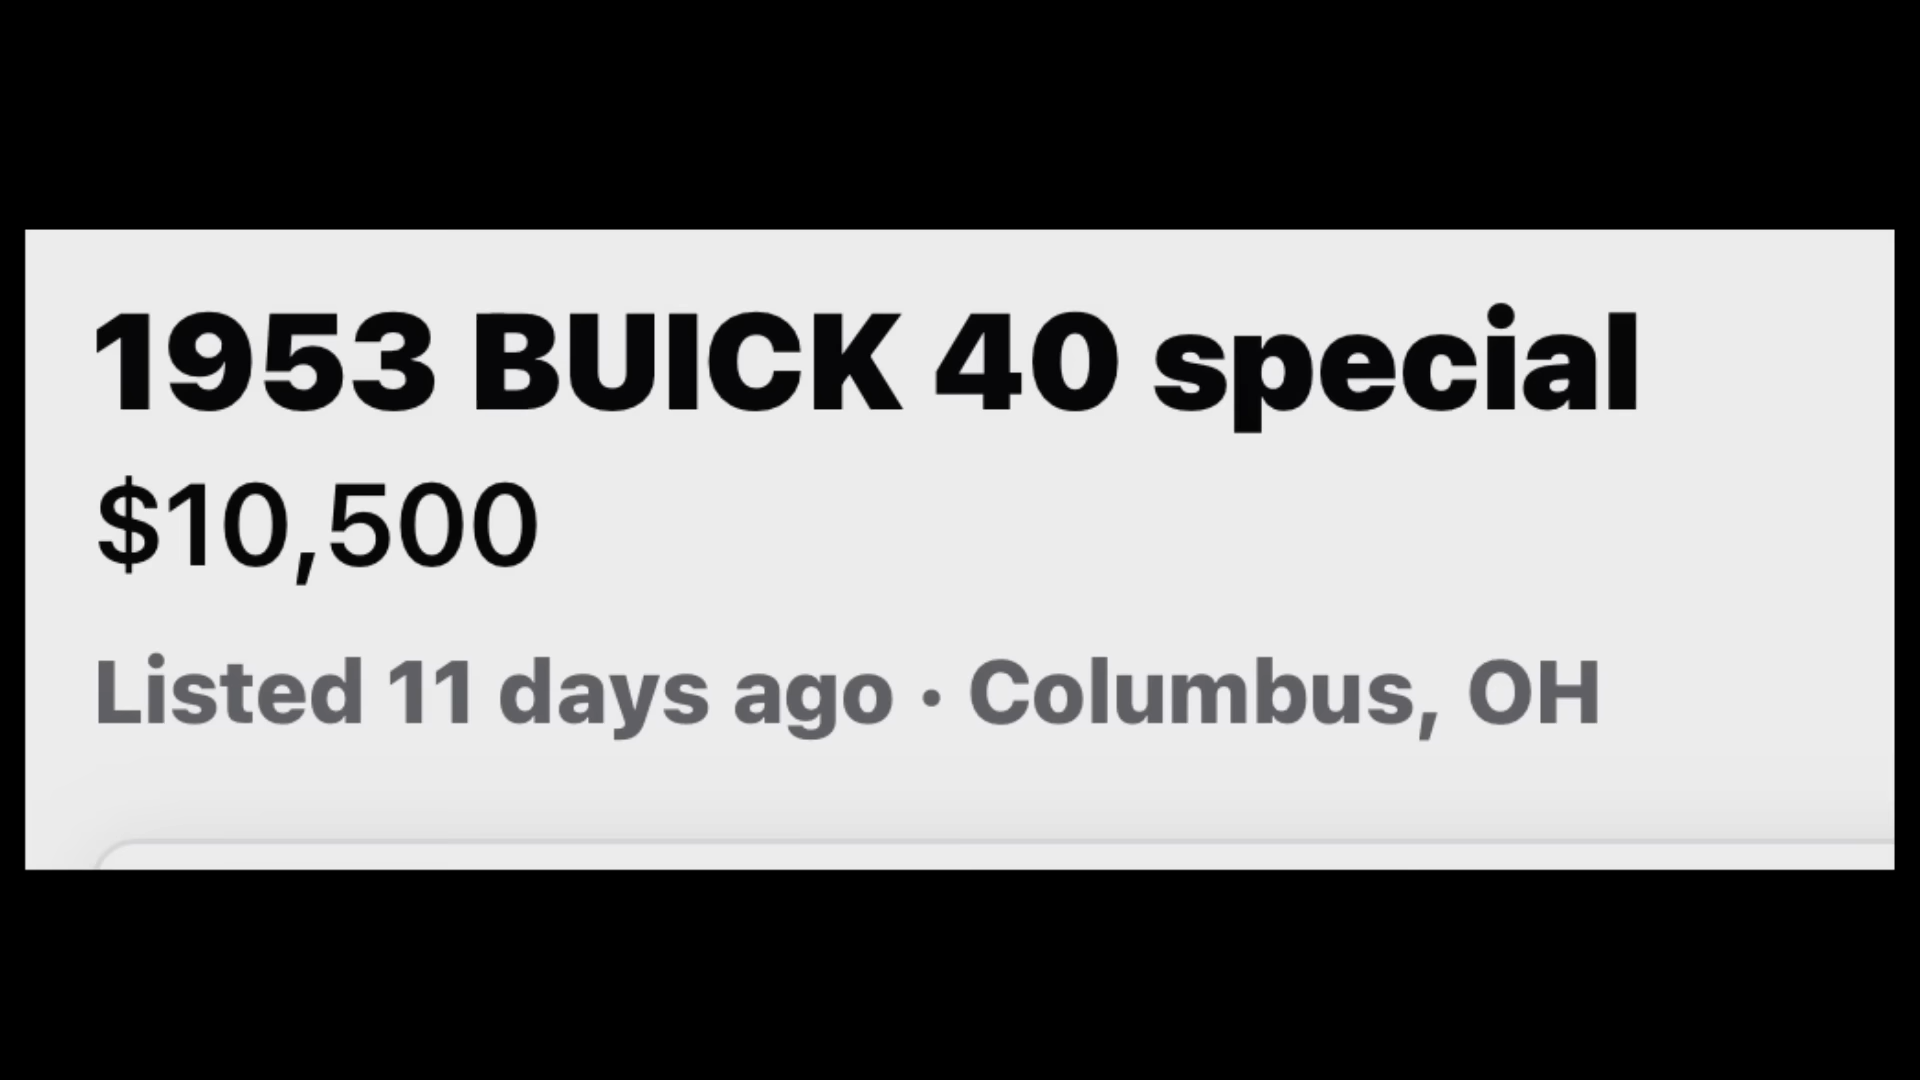 1953 BUICK 40 special
$10,500
Listed 11 days ago · Columbus, OH